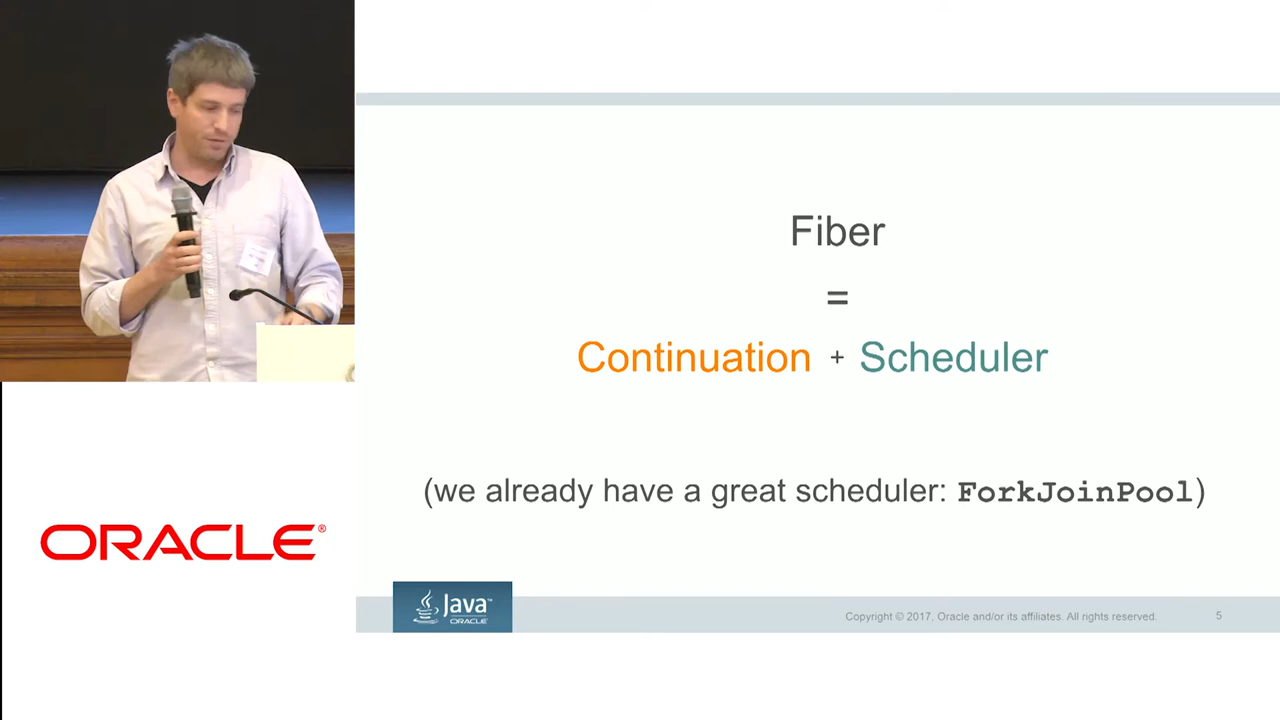 Fiber
=
Continuation + Scheduler
(we already have a great scheduler: ForkJoinPool)
ORACLE®
Java™
ORACLE
Copyright © 2017, Oracle and/or its affiliates. All rights reserved.
5